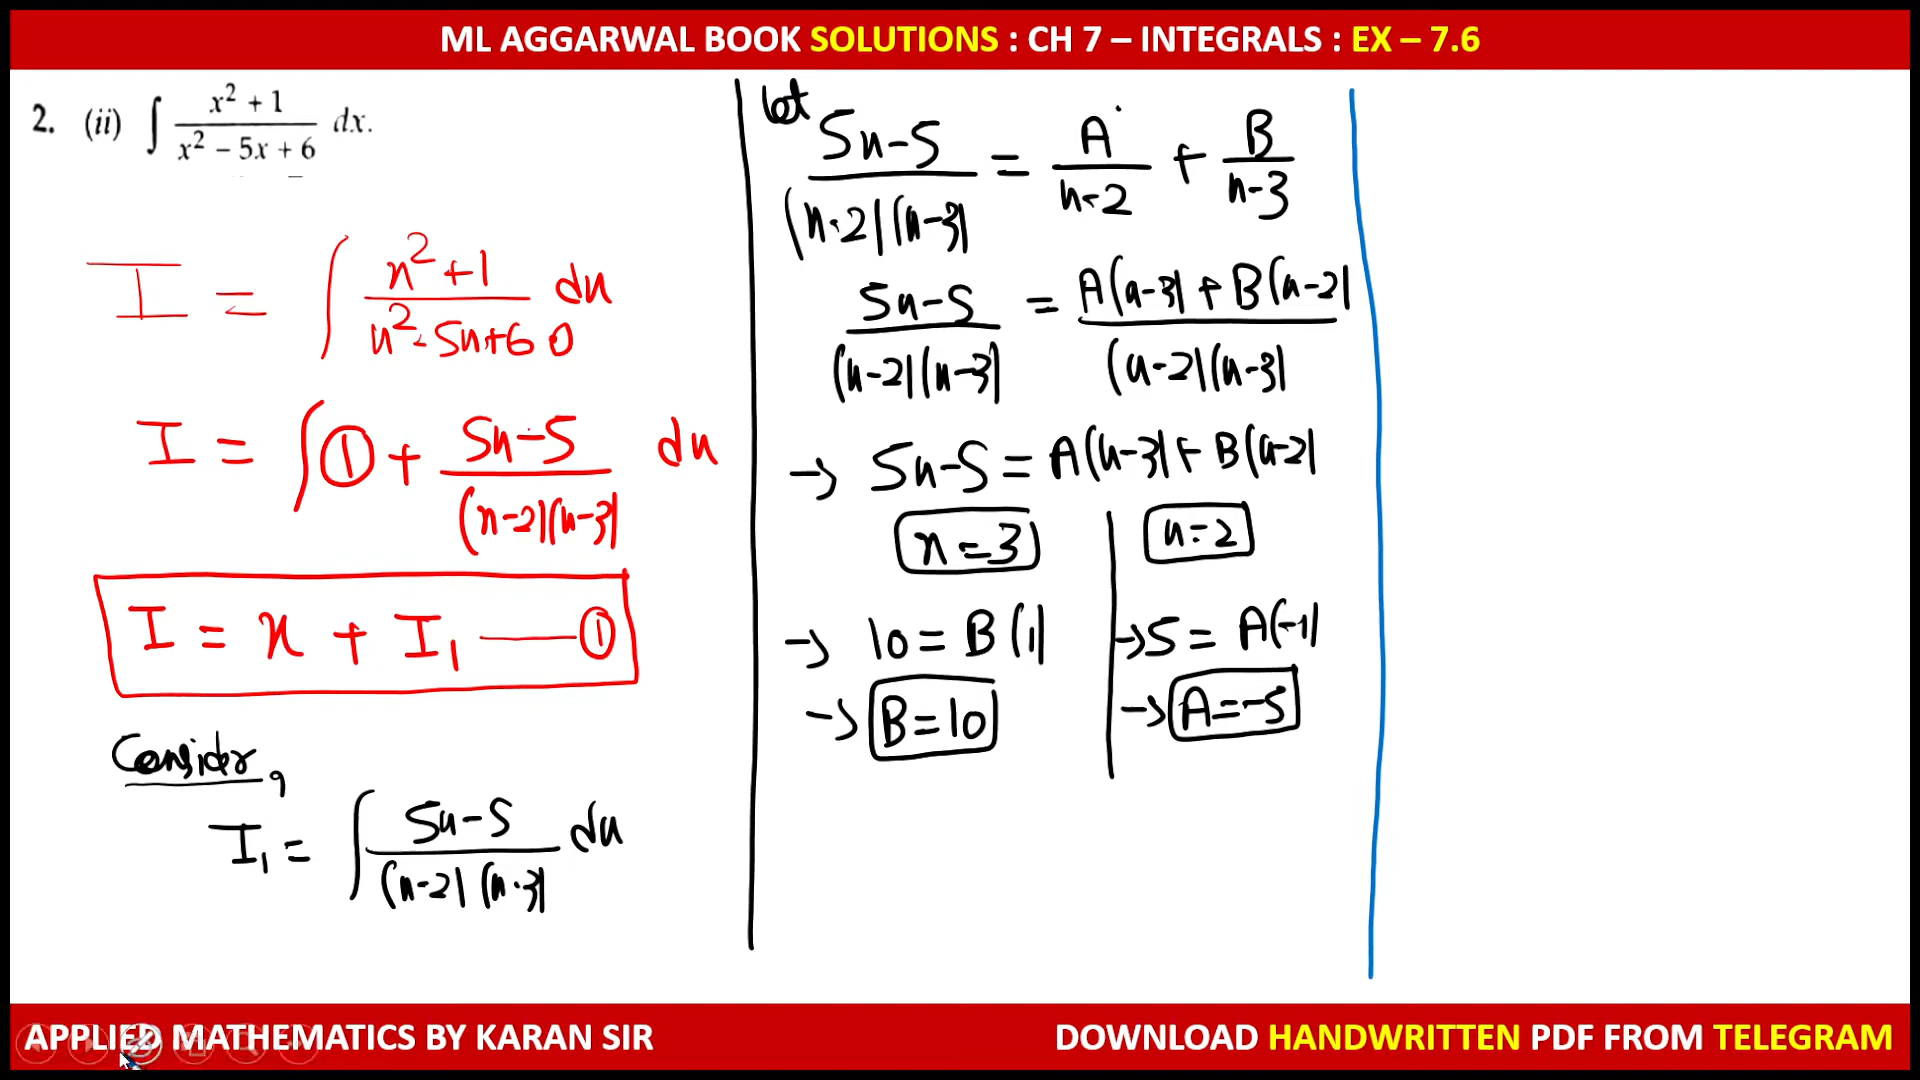 ML AGGARWAL BOOK SOLUTIONS : CH 7 – INTEGRALS : EX – 7.6
2. (ii) ∫ (x² + 1)/(x² – 5x + 6) dx.
I = ∫ (x²+1)/(x²-5x+6) dx
I = ∫ ① + (5x-5)/((x-2)(x-3)) dx
I = x + I₁ —— ①
Consider,
I₁ = ∫ (5x-5)/((x-2)(x-3)) dx
let
(5x-5)/((x-2)(x-3)) = A/(x-2) + B/(x-3)
(5x-5)/((x-2)(x-3)) = (A(x-3) + B(x-2))/((x-2)(x-3))
→ 5x-5 = A(x-3) + B(x-2)
x=3
→ 10 = B(1)
→ B=10
x=2
→ 5 = A(-1)
→ A=-5
APPLIED MATHEMATICS BY KARAN SIR
DOWNLOAD HANDWRITTEN PDF FROM TELEGRAM